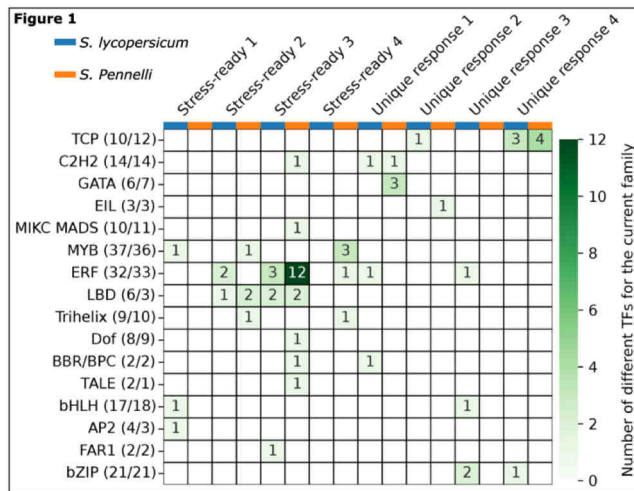 Figure 1
S. lycopersicum
S. Pennelli
Stress-ready 1
Stress-ready 2
Stress-ready 3
Stress-ready 4
Unique response 1
Unique response 2
Unique response 3
Unique response 4
TCP (10/12) 1 3 4
C2H2 (14/14) 1 1 1
GATA (6/7) 3
EIL (3/3) 1
MIKC MADS (10/11) 1
MYB (37/36) 1 1 3
ERF (32/33) 2 3 12 1 1 1
LBD (6/3) 1 2 2 2
Trihelix (9/10) 1 1
Dof (8/9) 1
BBR/BPC (2/2) 1 1
TALE (2/1) 1
bHLH (17/18) 1 1
AP2 (4/3) 1
FAR1 (2/2) 1
bZIP (21/21) 2 1
12
10
8
6
4
2
0
Number of different TFs for the current family